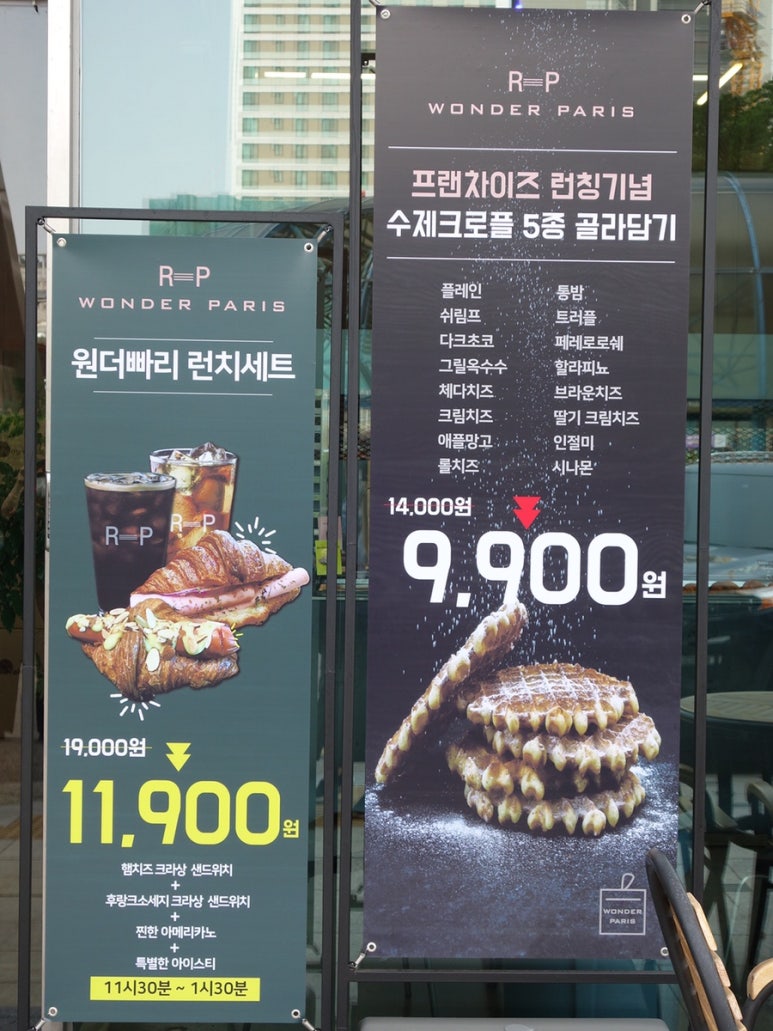 R=P
WONDER PARIS
원더빠리 런치세트
R=P
R=P
19,000원
11,900원
햄치즈 크라상 샌드위치
+
후랑크소세지 크라상 샌드위치
+
찐한 아메리카노
+
특별한 아이스티
11시30분 ~ 1시30분
R=P
WONDER PARIS
프랜차이즈 런칭기념
수제크로플 5종 골라담기
플레인 통밤
쉬림프 트러플
다크초코 페레로로쉐
그릴옥수수 할라피뇨
체다치즈 브라운치즈
크림치즈 딸기 크림치즈
애플망고 인절미
롤치즈 시나몬
14,000원
9,900원
WONDER
PARIS